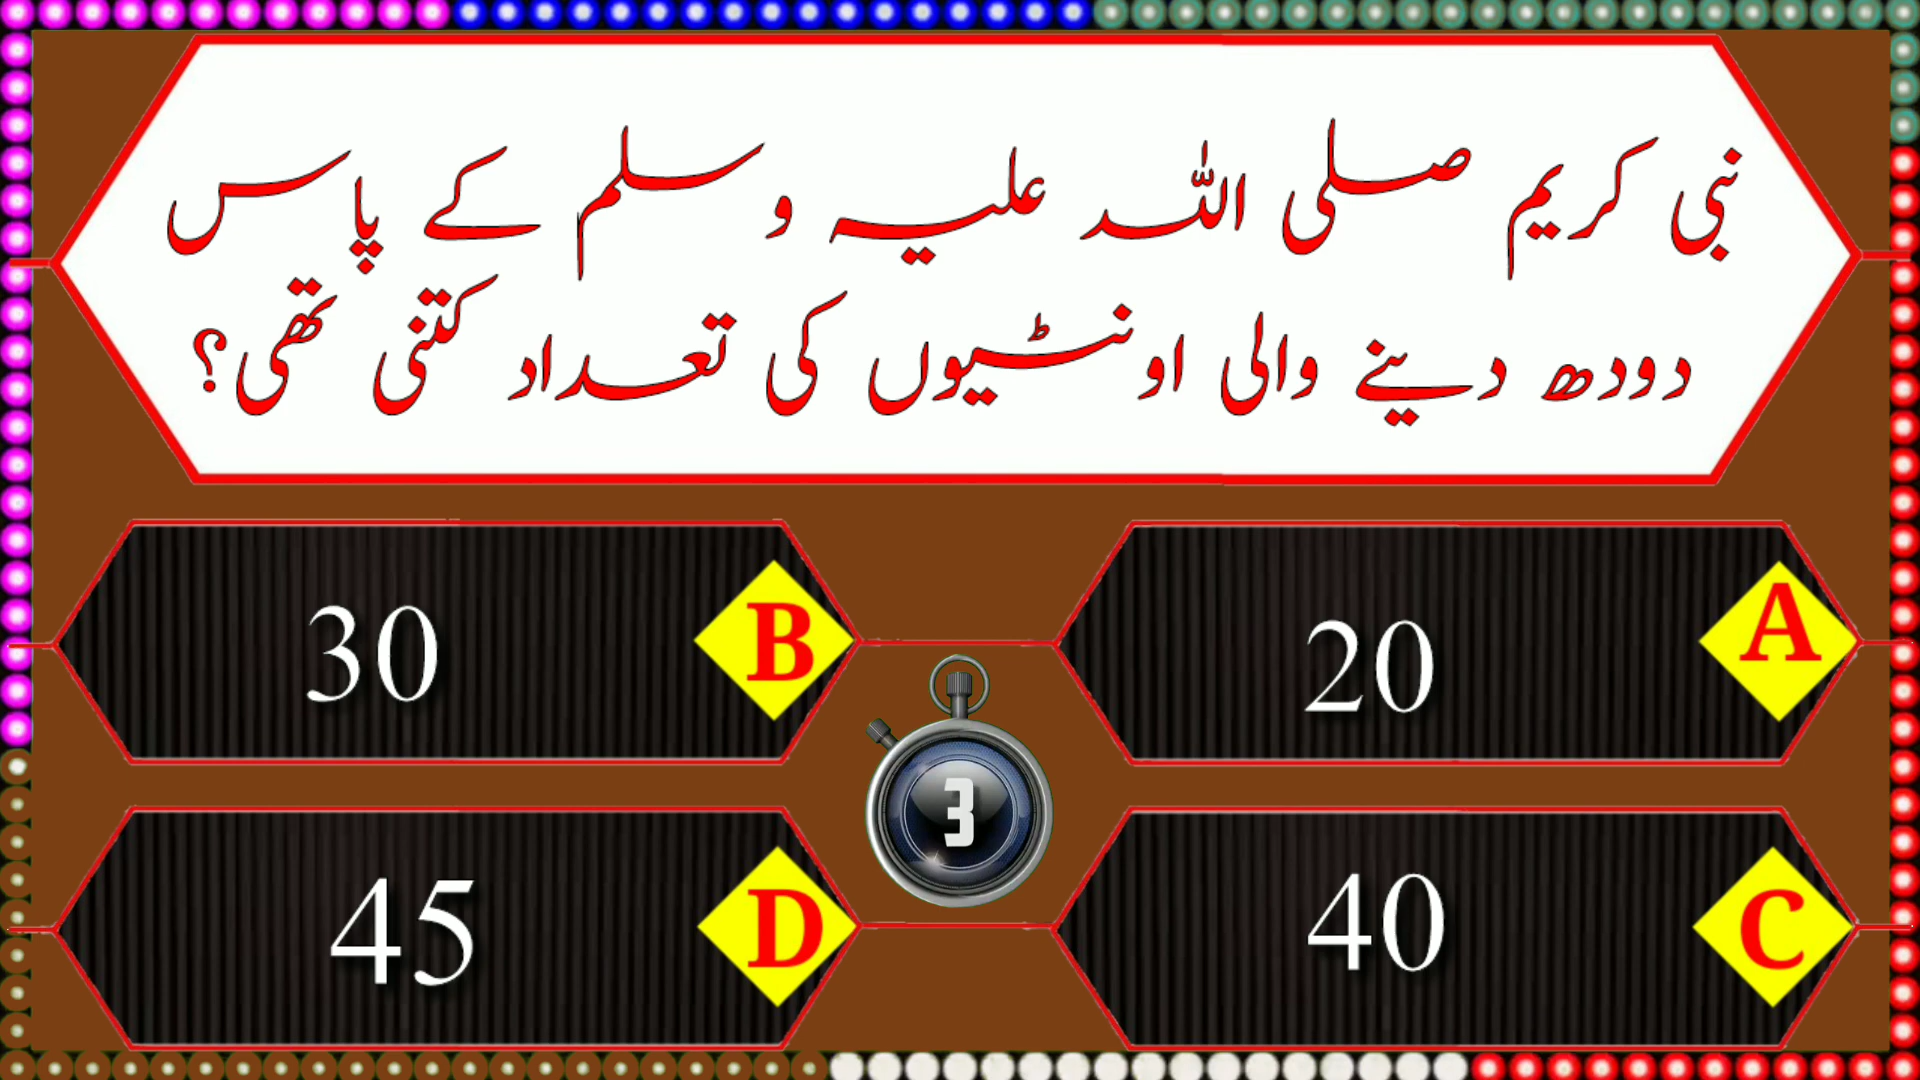 نبی کریم صلی اللہ علیہ وسلم کے پاس
دودھ دینے والی اونٹیوں کی تعداد کتنی تھی؟
A 20
B 30
3
C 40
D 45